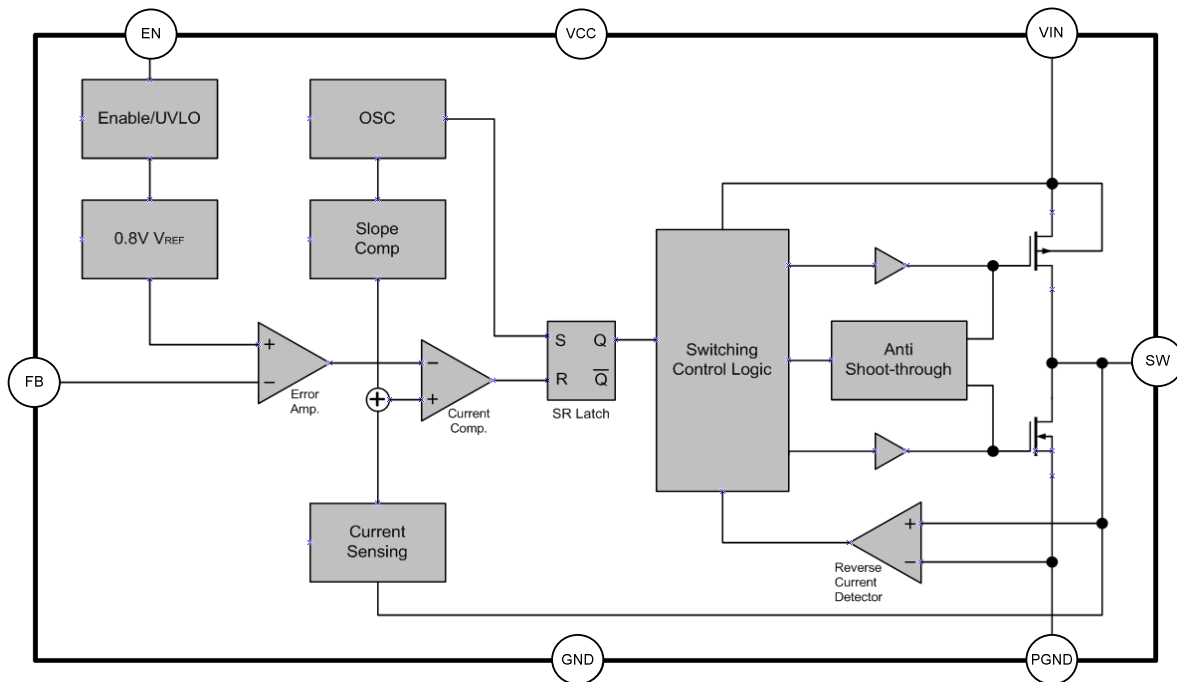 EN
VCC
VIN
Enable/UVLO
OSC
0.8V VREF
Slope
Comp
+
−
Error
Amp.
−
+
Current
Comp.
S Q
R Q̅
SR Latch
Switching
Control Logic
Anti
Shoot-through
FB
SW
+
Current
Sensing
+
−
Reverse
Current
Detector
GND
PGND